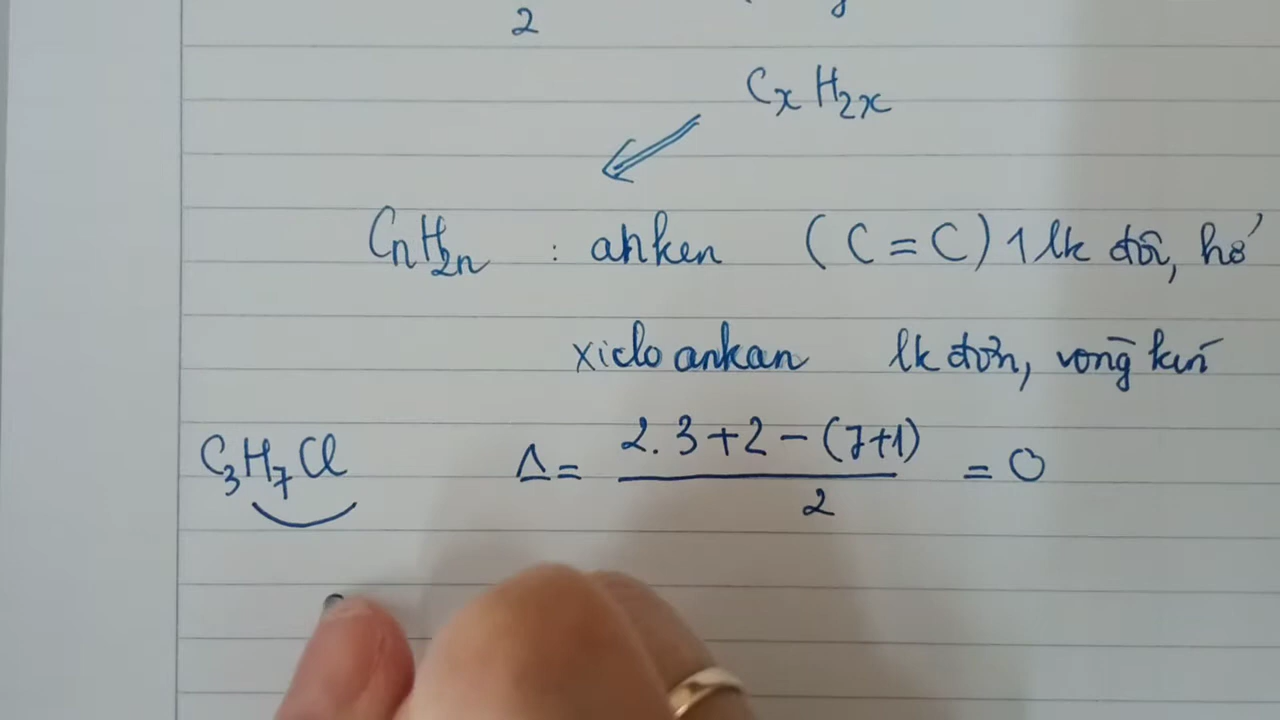 2
CxH2x
CnH2n : anken (C=C) 1 lk đôi, hở
xicloankan lk đơn, vòng kín
C3H7Cl Δ = 2.3+2-(7+1) = 0
2